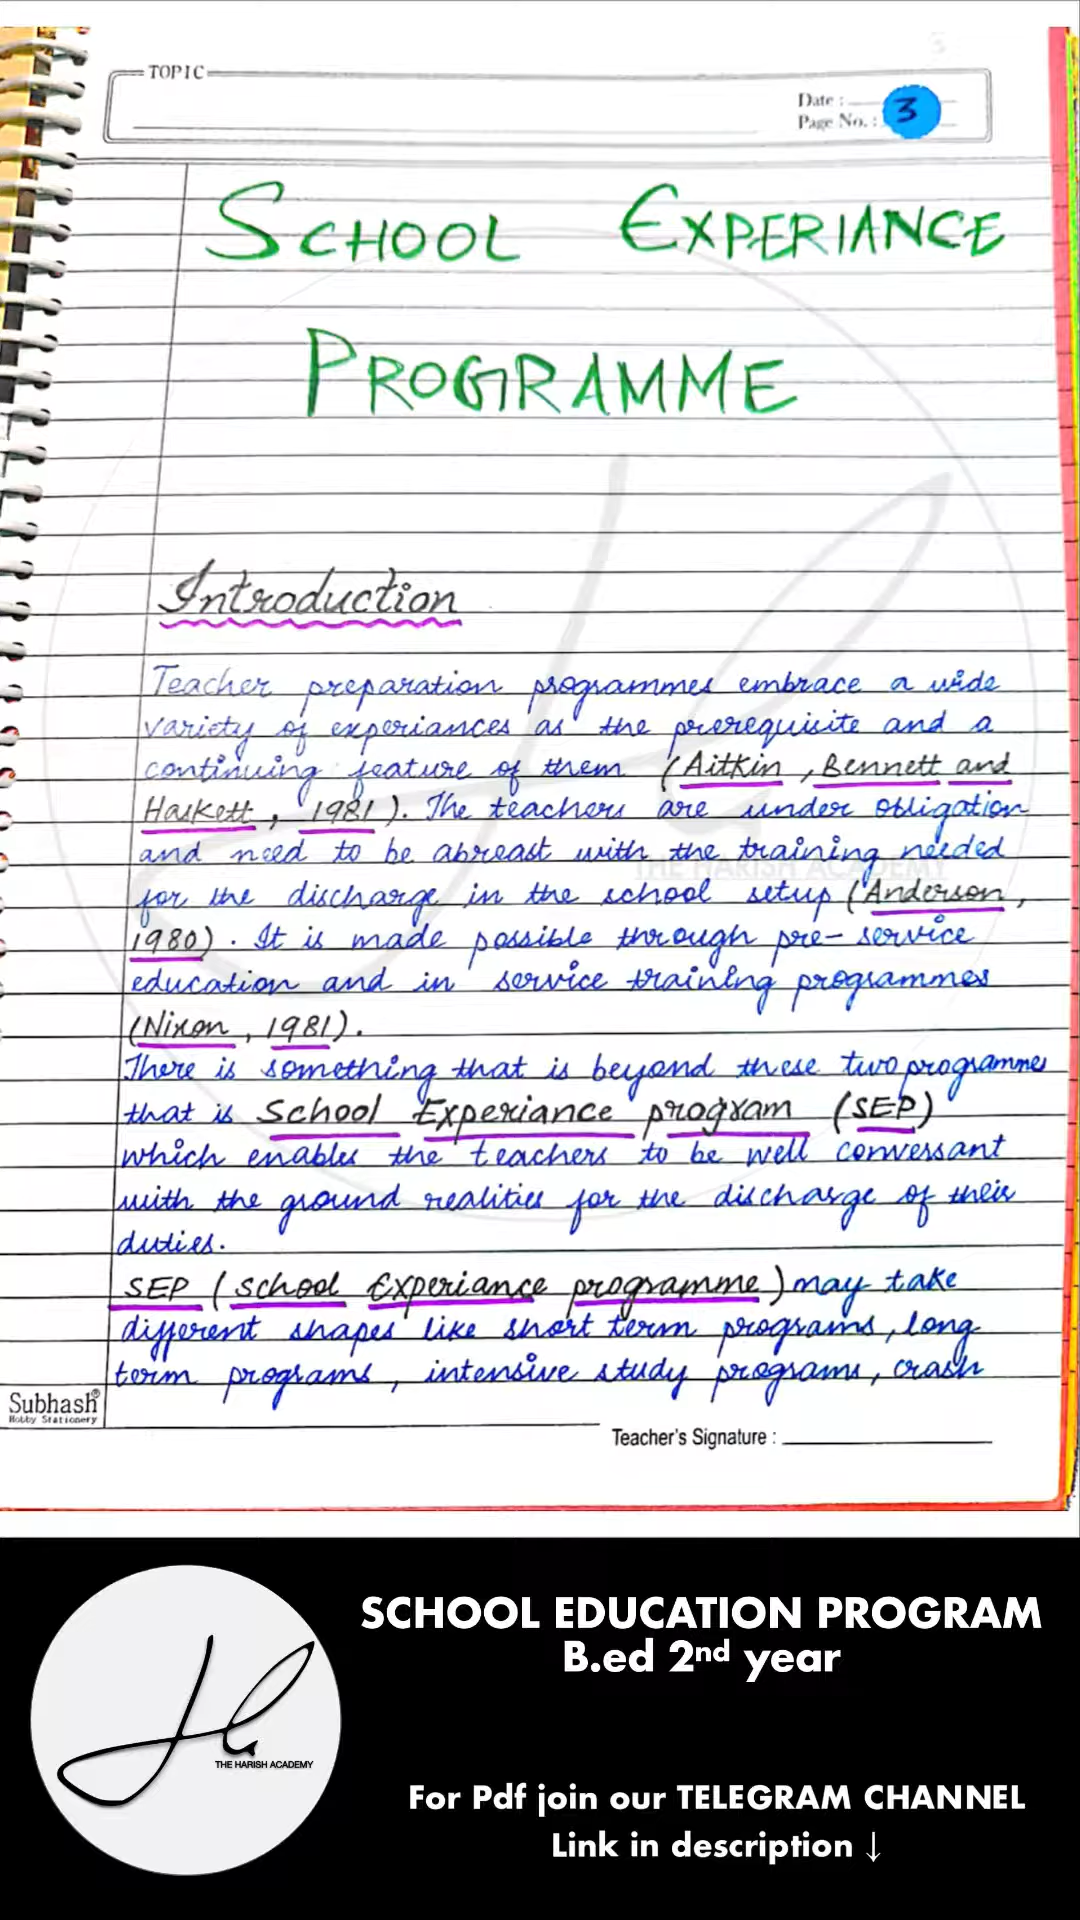 TOPIC
Date :
Page No. : 3
SCHOOL EXPERIANCE
PROGRAMME
Introduction
Teacher preparation programmes embrace a wide
variety of experiances as the prerequisite and a
continuing feature of them (Aitkin, Bennett and
Haskett, 1981). The teachers are under obligation
and need to be abreast with the training needed
THE HARISH ACADEMY
for the discharge in the school setup (Anderson,
1980). It is made possible through pre-service
education and in service training programmes
(Nixon, 1981).
There is something that is beyond these two programmes
that is School Experiance program (SEP)
which enables the teachers to be well conversant
with the ground realities for the discharge of their
duties.
SEP (school Experiance programme) may take
different shapes like short term programs, long
term programs, intensive study programs, crash
Subhash®
Hobby Stationery
Teacher's Signature :
SCHOOL EDUCATION PROGRAM
B.ed 2nd year
THE HARISH ACADEMY
For Pdf join our TELEGRAM CHANNEL
Link in description ↓